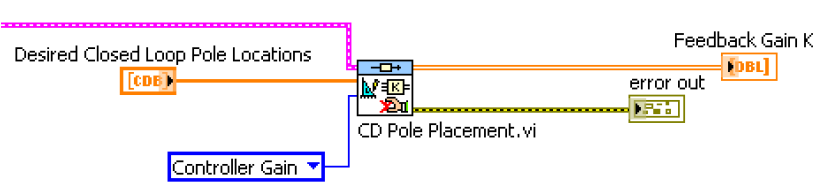 Feedback Gain K
Desired Closed Loop Pole Locations
[CDB]
DBL]
error out
K
CD Pole Placement.vi
Controller Gain